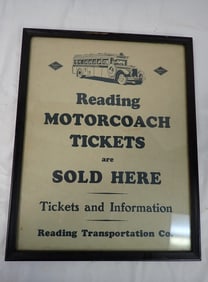 Reading
MOTORCOACH
TICKETS
are
SOLD HERE
Tickets and Information
Reading Transportation Co.